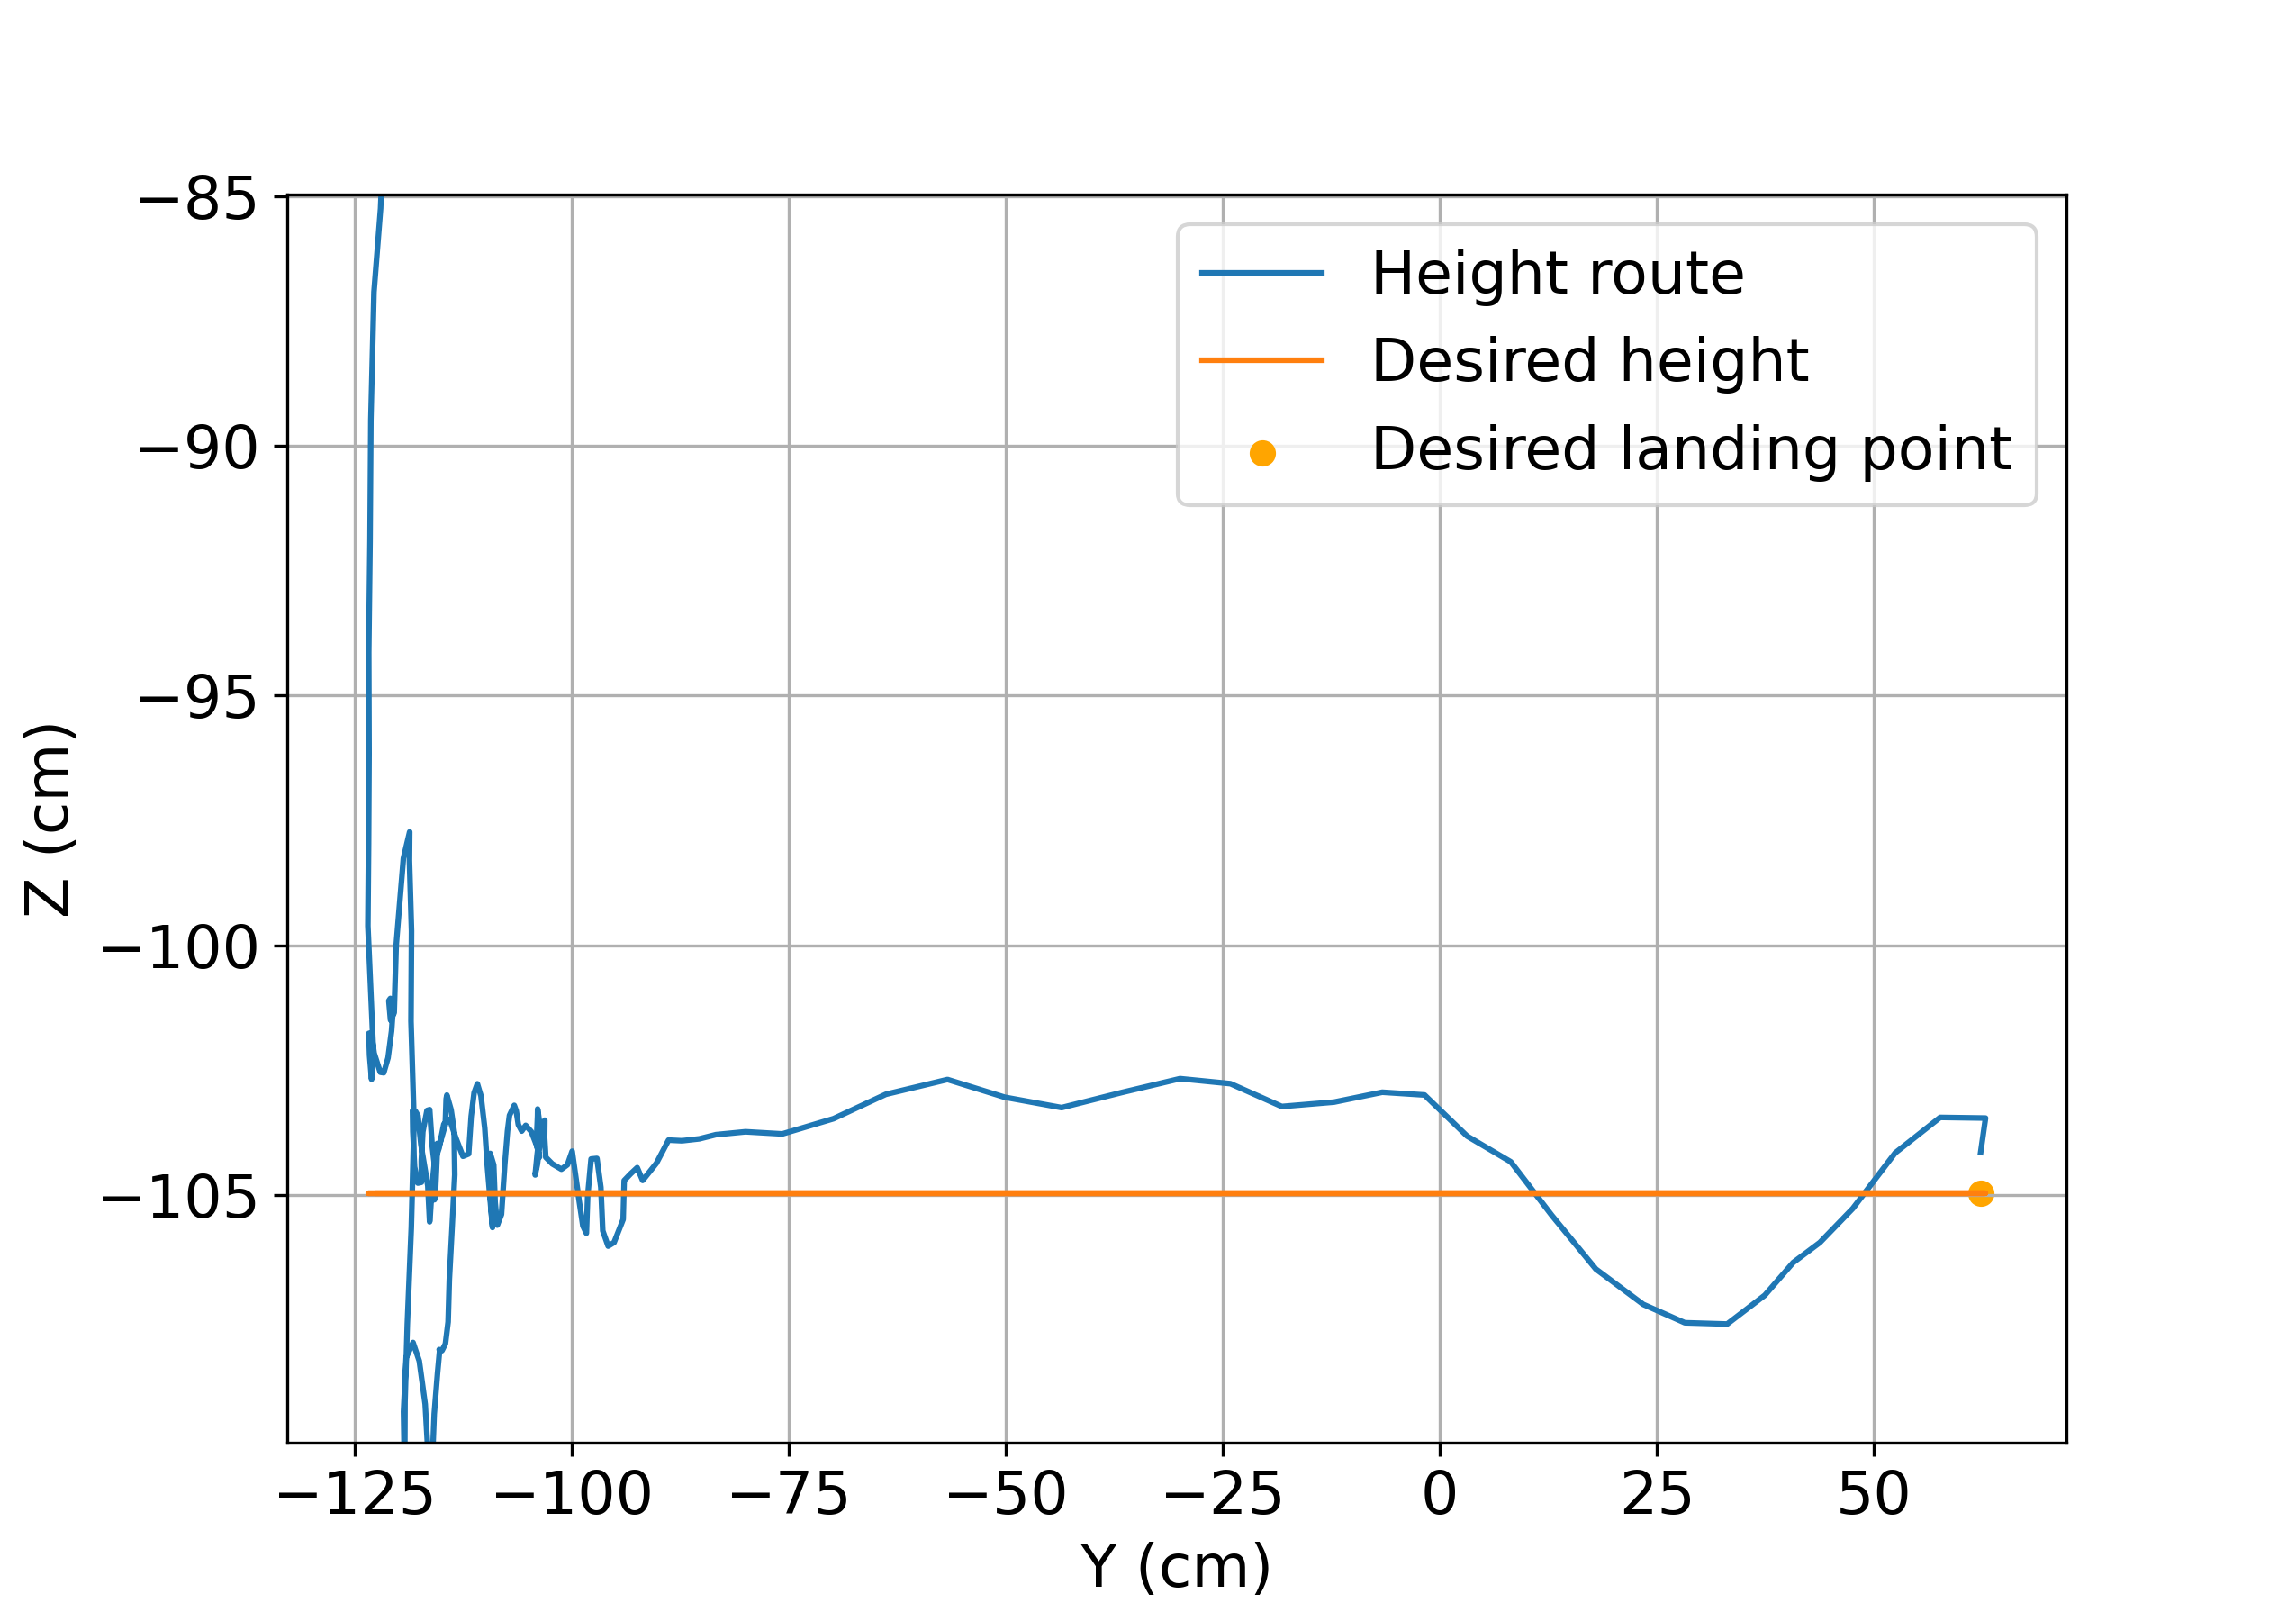 −85
−90
−95
−100
−105
Z (cm)
Height route
Desired height
Desired landing point
−125 −100 −75 −50 −25 0 25 50
Y (cm)